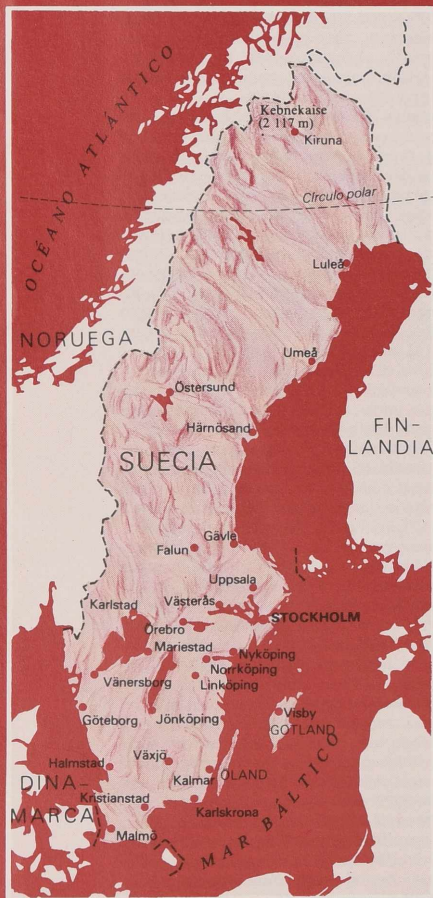 OCÉANO ATLÁNTICO
Kebnekaise
(2 117 m)
Kiruna
Círculo polar
Luleå
NORUEGA
Umeå
Östersund
Härnösand
FIN-
LANDIA
SUECIA
Gävle
Falun
Uppsala
Karlstad
Västerås
STOCKHOLM
Örebro
Mariestad
Nyköping
Norrköping
Vänersborg
Linköping
Göteborg
Jönköping
Visby
GOTLAND
Växjö
Halmstad
Kalmar
ÖLAND
DINA-
MARCA
Kristianstad
Karlskrona
Malmö
MAR BÁLTICO